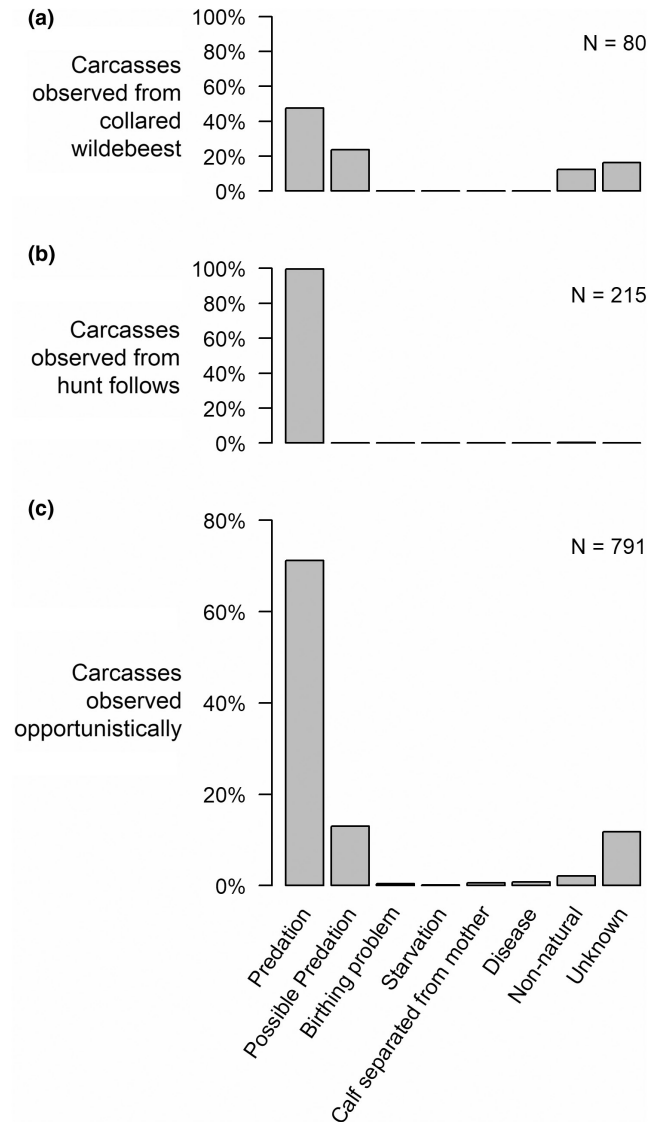 (a)
Carcasses
observed from
collared
wildebeest
100%
80%
60%
40%
20%
0%
N = 80
(b)
Carcasses
observed from
hunt follows
100%
80%
60%
40%
20%
0%
N = 215
(c)
Carcasses
observed
opportunistically
80%
60%
40%
20%
0%
N = 791
Predation
Possible Predation
Birthing problem
Starvation
Calf separated from mother
Disease
Non-natural
Unknown